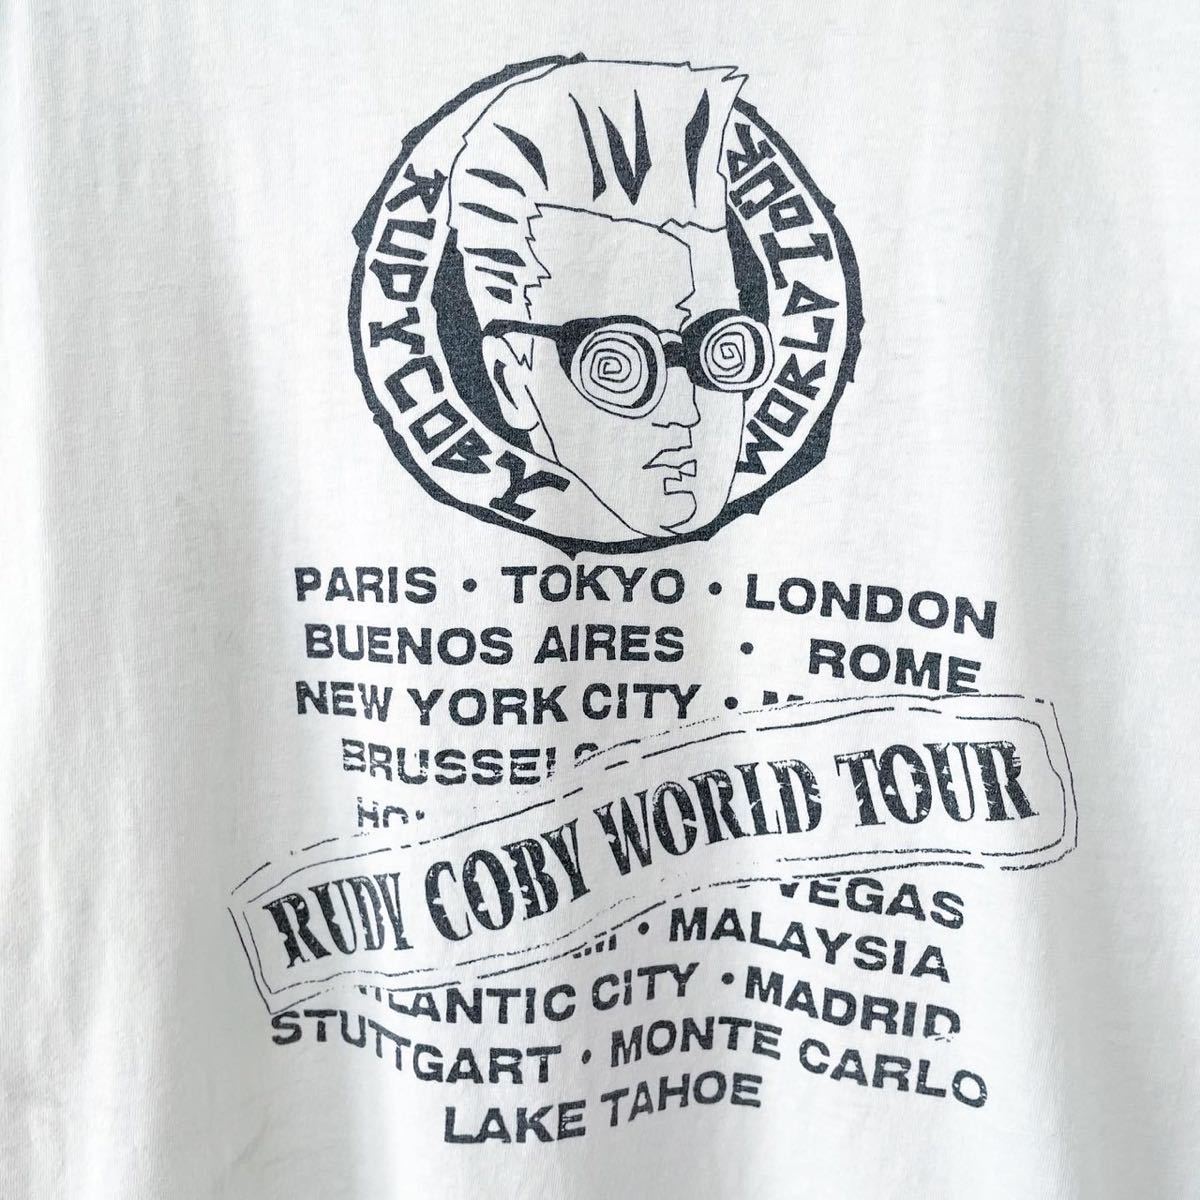 RUDY COBY
WORLD TOUR
PARIS • TOKYO • LONDON
BUENOS AIRES • ROME
NEW YORK CITY •
BRUSSELS
RUDY COBY WORLD TOUR
VEGAS
• MALAYSIA
ATLANTIC CITY • MADRID
STUTTGART • MONTE CARLO
LAKE TAHOE